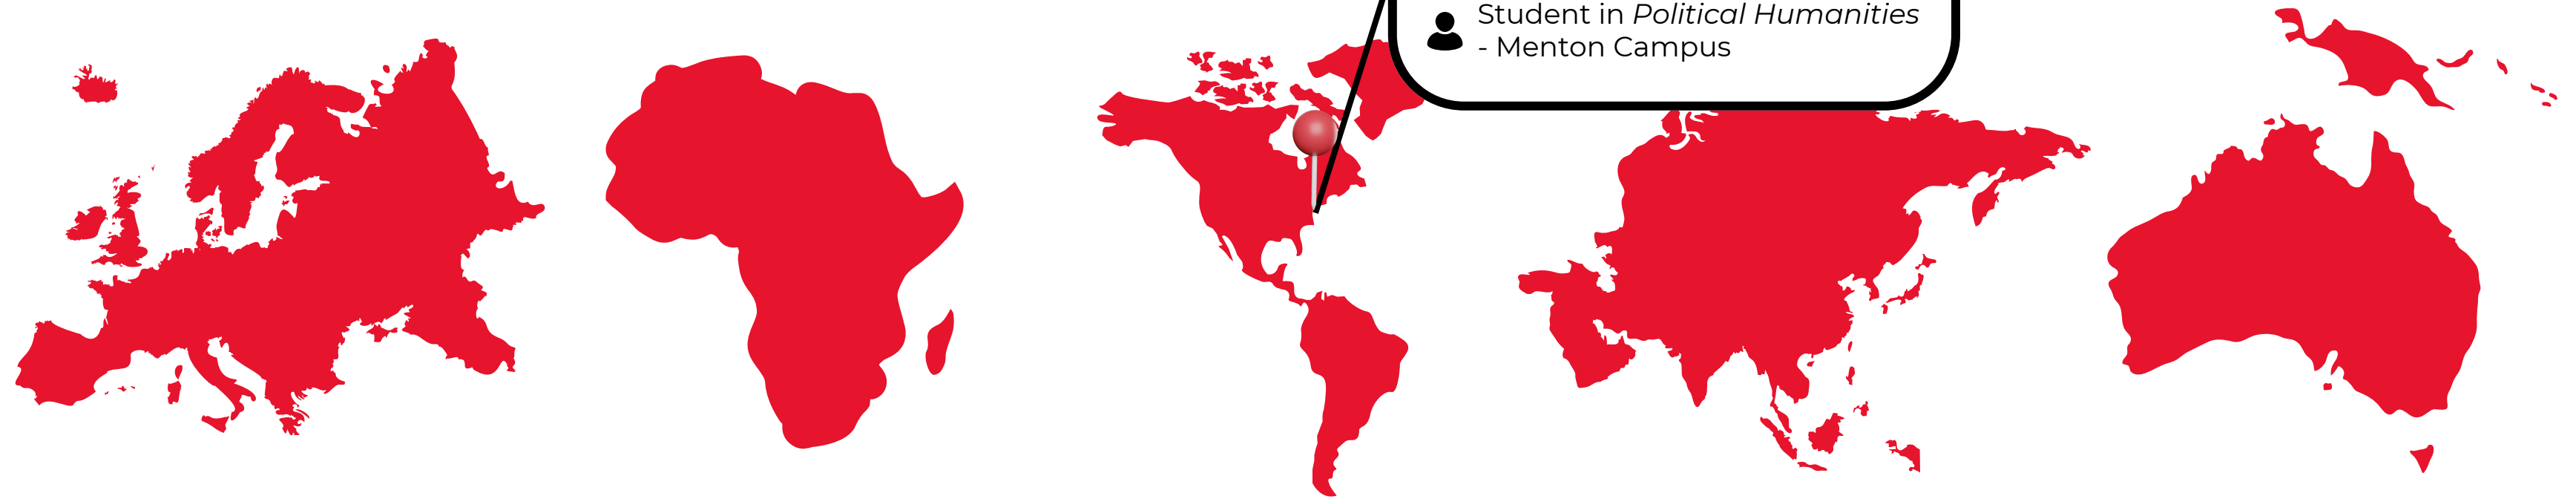 Student in Political Humanities
- Menton Campus